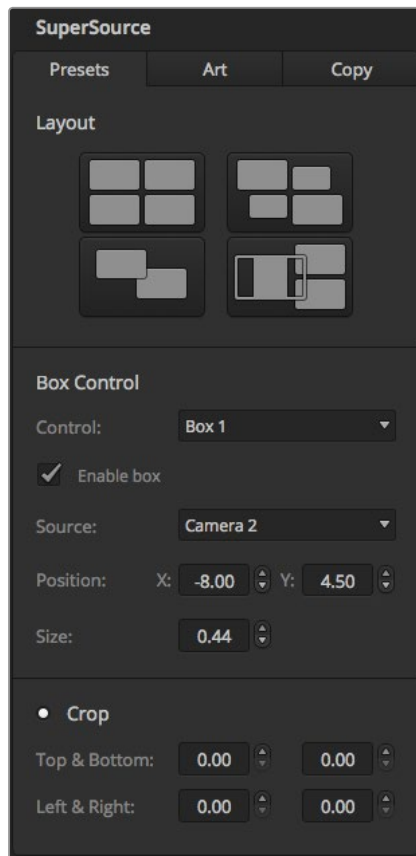 SuperSource
Presets Art Copy
Layout
Box Control
Control: Box 1
Enable box
Source: Camera 2
Position: X: -8.00 Y: 4.50
Size: 0.44
Crop
Top & Bottom: 0.00 0.00
Left & Right: 0.00 0.00